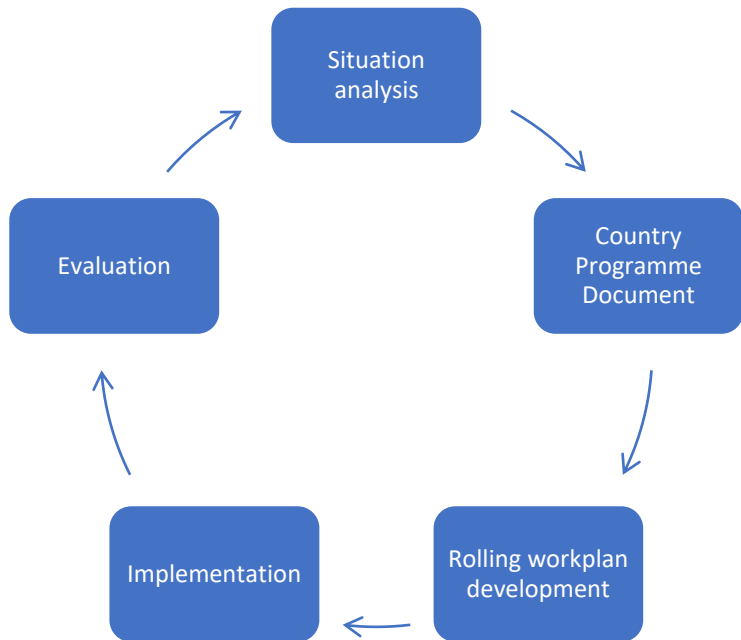 Situation
analysis
Country
Programme
Document
Rolling workplan
development
Implementation
Evaluation